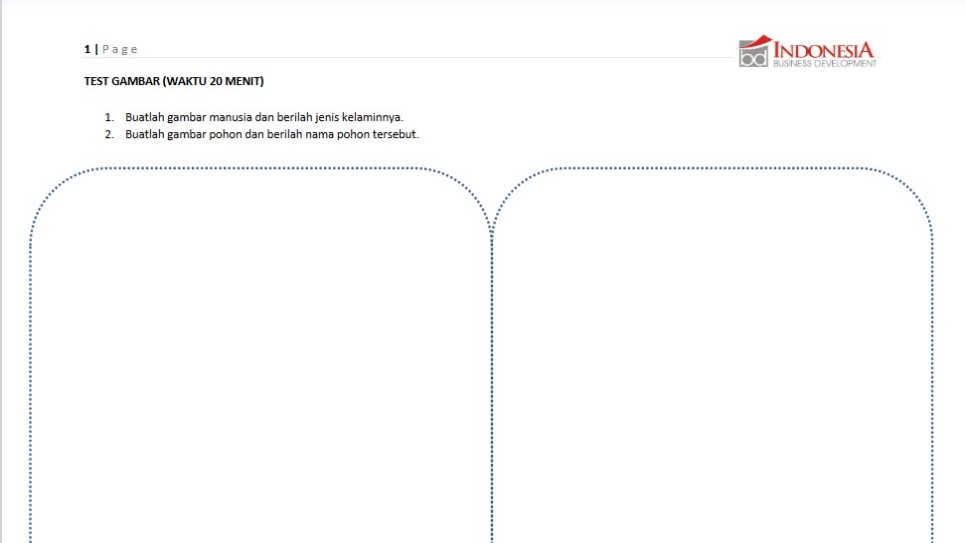 1 | P a g e
INDONESIA
bd BUSINESS DEVELOPMENT
TEST GAMBAR (WAKTU 20 MENIT)
1. Buatlah gambar manusia dan berilah jenis kelaminnya.
2. Buatlah gambar pohon dan berilah nama pohon tersebut.